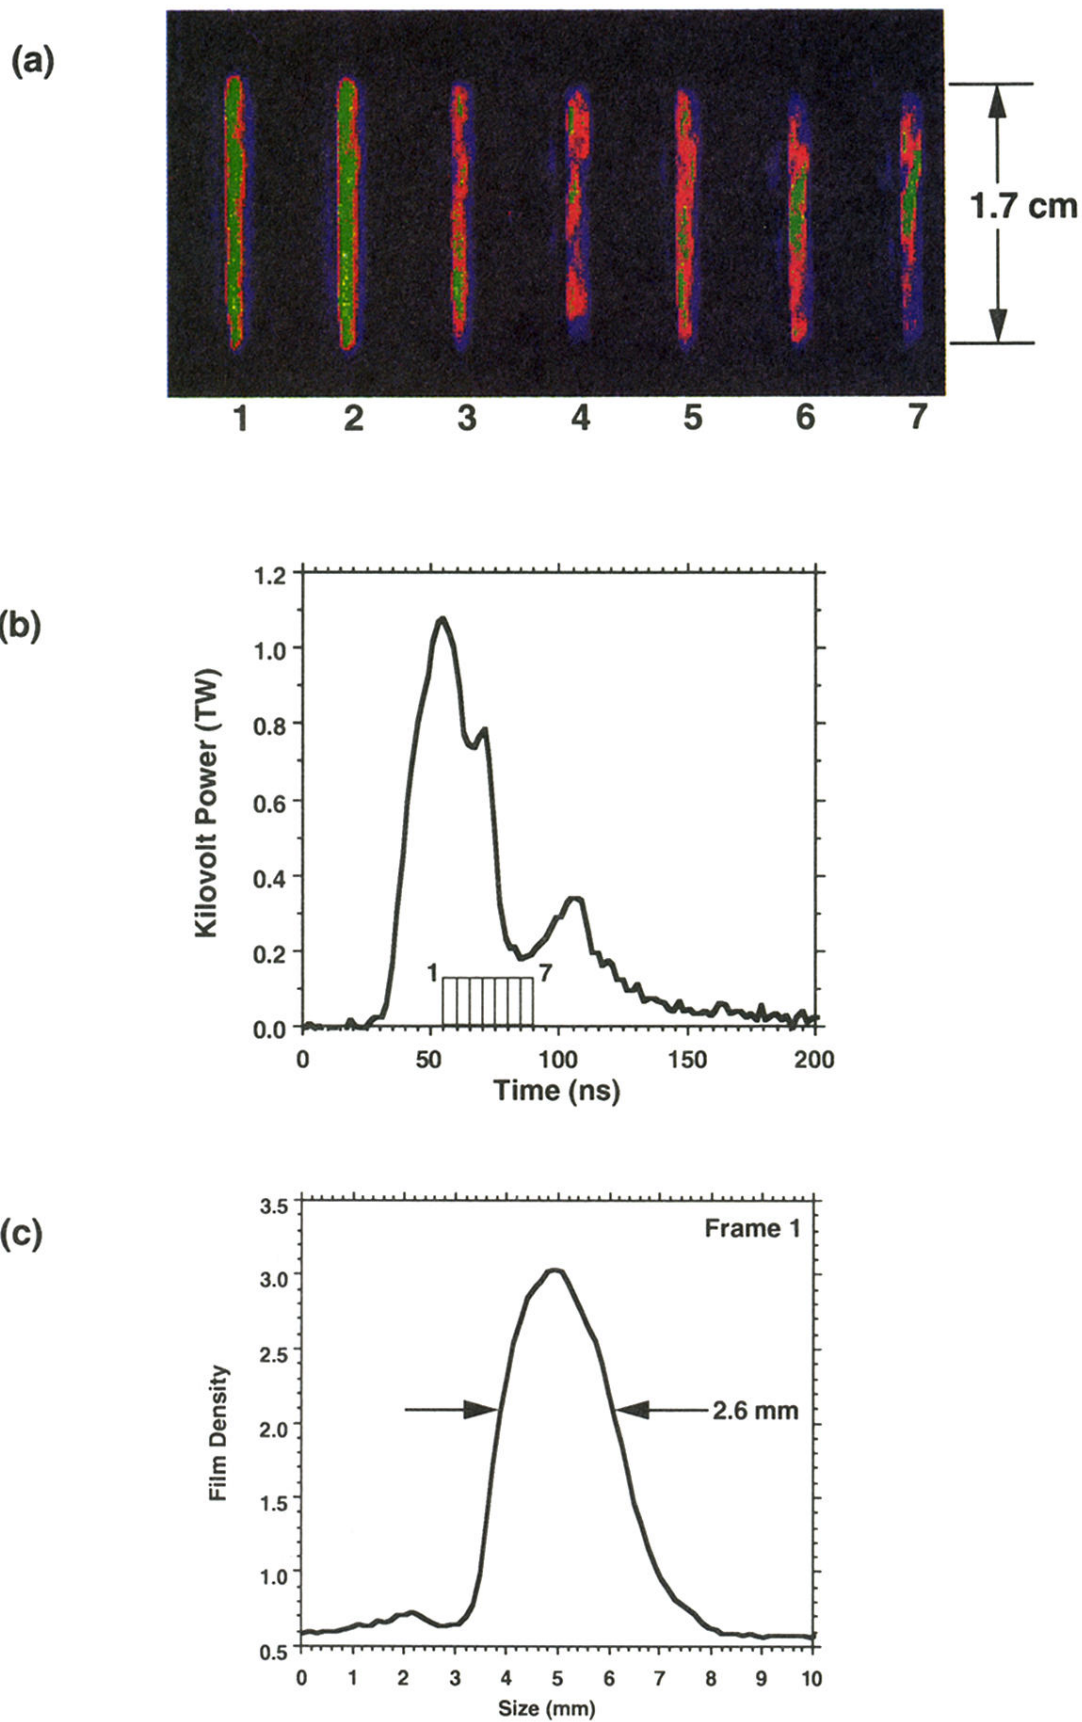 (a)
1.7 cm
1 2 3 4 5 6 7
(b)
1.2
1.0
0.8
0.6
0.4
0.2
0.0
Kilovolt Power (TW)
1 7
0 50 100 150 200
Time (ns)
(c)
3.5
3.0
2.5
2.0
1.5
1.0
0.5
Film Density
Frame 1
2.6 mm
0 1 2 3 4 5 6 7 8 9 10
Size (mm)